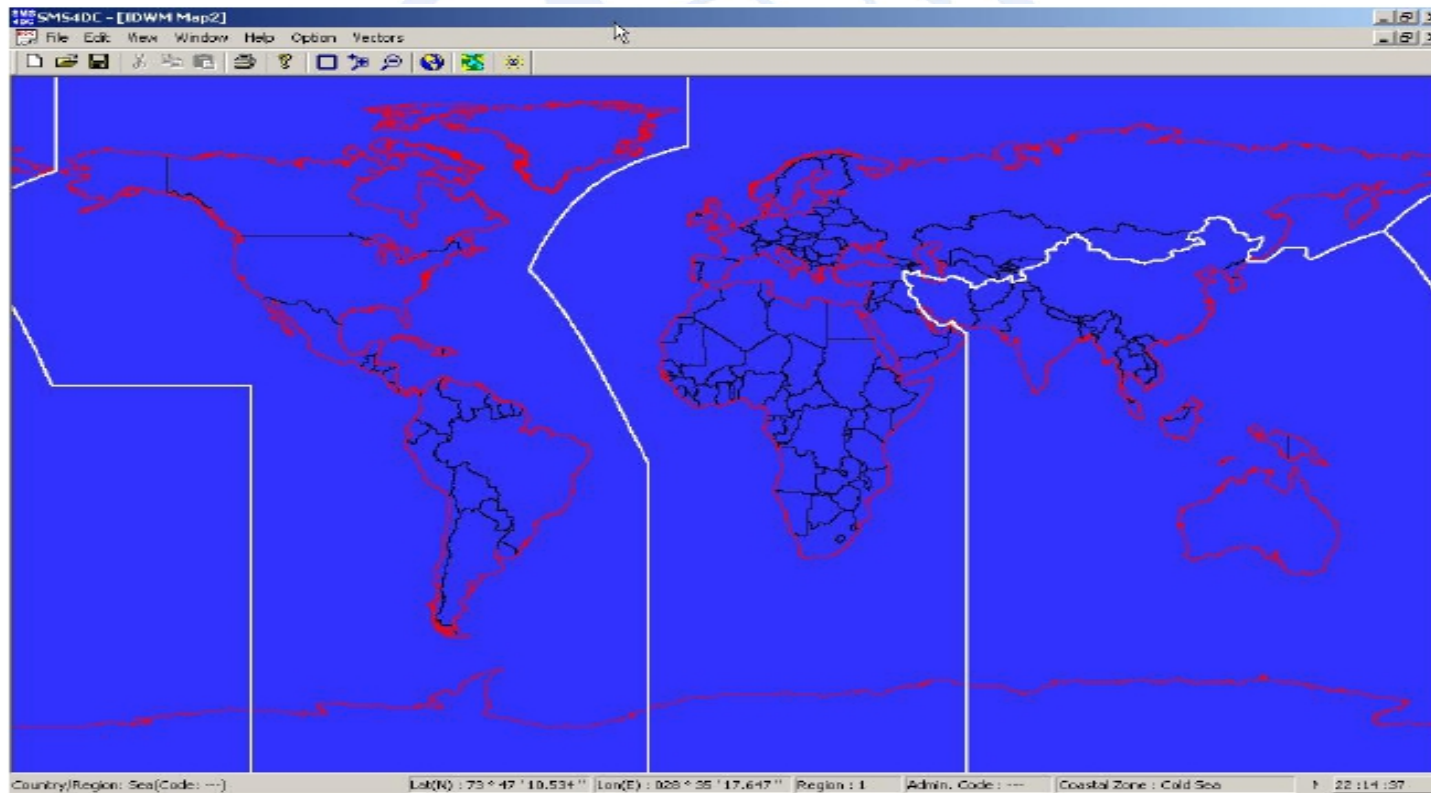 SMS4DC - [IDWM Map2]
File Edit View Window Help Option Vectors
Country/Region: Sea(Code: ---) Lat(N) : 73 ° 47 ' 10.534 " Lon(E) : 028 ° 35 ' 17.647 " Region : 1 Admin. Code : --- Coastal Zone : Cold Sea 22:14:37